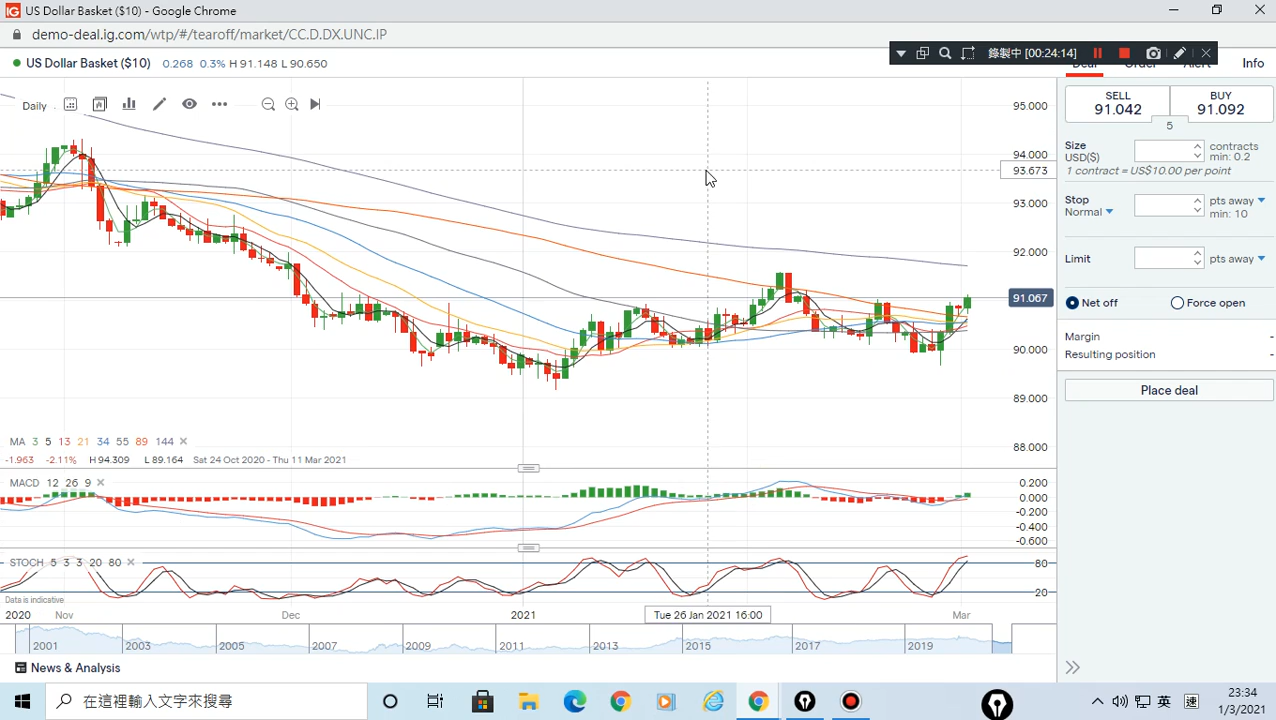 IG US Dollar Basket ($10) - Google Chrome
demo-deal.ig.com/wtp/#/tearoff/market/CC.D.DX.UNC.IP
US Dollar Basket ($10) 0.268 0.3% H 91.148 L 90.650
錄製中 [00:24:14]
Info
Daily
95.000
94.000
93.673
93.000
92.000
91.067
90.000
89.000
88.000
MA 3 5 13 21 34 55 89 144
-1.963 -2.11% H 94.309 L 89.164 Sat 24 Oct 2020 - Thu 11 Mar 2021
MACD 12 26 9
0.200
0.000
-0.200
-0.400
-0.600
STOCH 5 3 3 20 80
80
20
Data is indicative
2020 Nov Dec 2021 Tue 26 Jan 2021 16:00 Mar
2001 2003 2005 2007 2009 2011 2013 2015 2017 2019
SELL
91.042
BUY
91.092
5
Size
USD($)
contracts
min: 0.2
1 contract = US$10.00 per point
Stop
Normal
pts away
min: 10
Limit
pts away
Net off
Force open
Margin -
Resulting position -
Place deal
News & Analysis
在這裡輸入文字來搜尋
英
23:34
1/3/2021